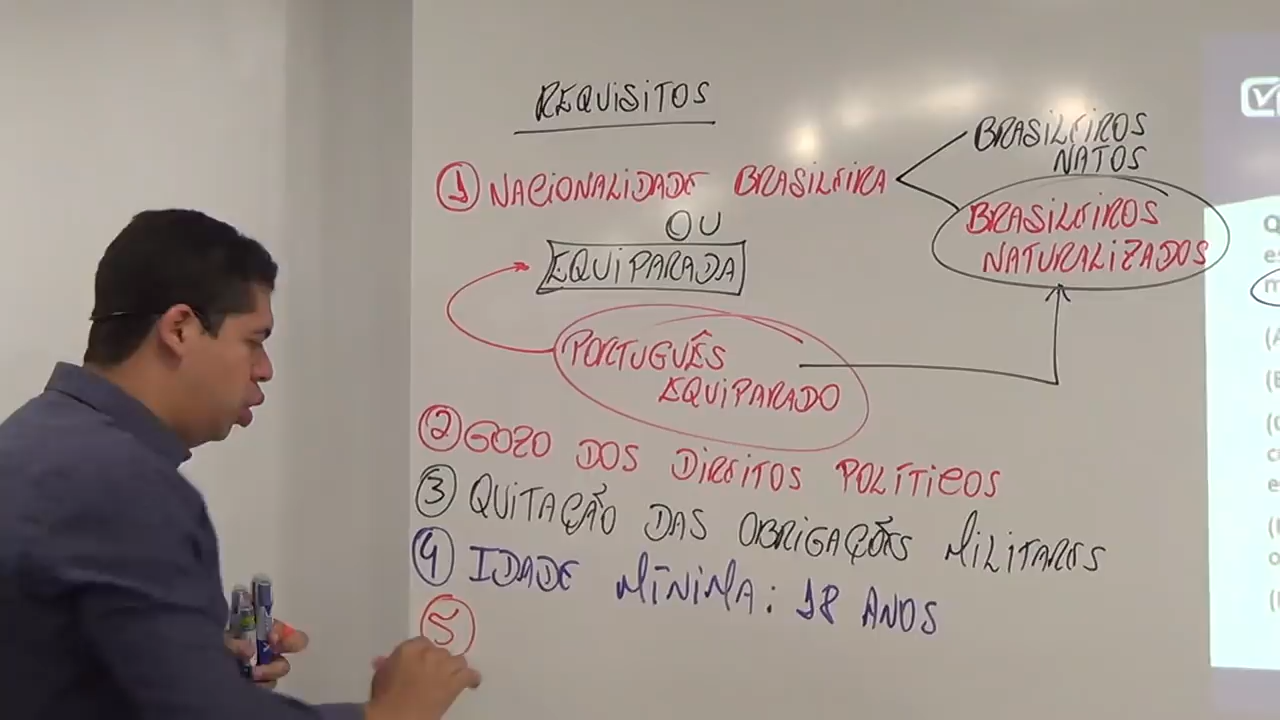 REQUISITOS
① NACIONALIDADE BRASILEIRA
BRASILEIROS
NATOS
BRASILEIROS
NATURALIZADOS
OU
EQUIPARADA
PORTUGUÊS
EQUIPARADO
② GOZO DOS DIREITOS POLÍTICOS
③ QUITAÇÃO DAS OBRIGAÇÕES MILITARES
④ IDADE MÍNIMA: 18 ANOS
⑤